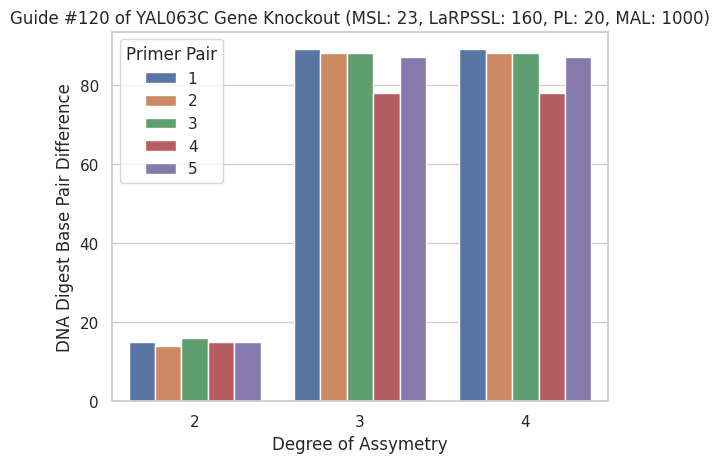 Guide #120 of YAL063C Gene Knockout (MSL: 23, LaRPSSL: 160, PL: 20, MAL: 1000)
Primer Pair
1
2
3
4
5
DNA Digest Base Pair Difference
80
60
40
20
0
2 3 4
Degree of Assymetry